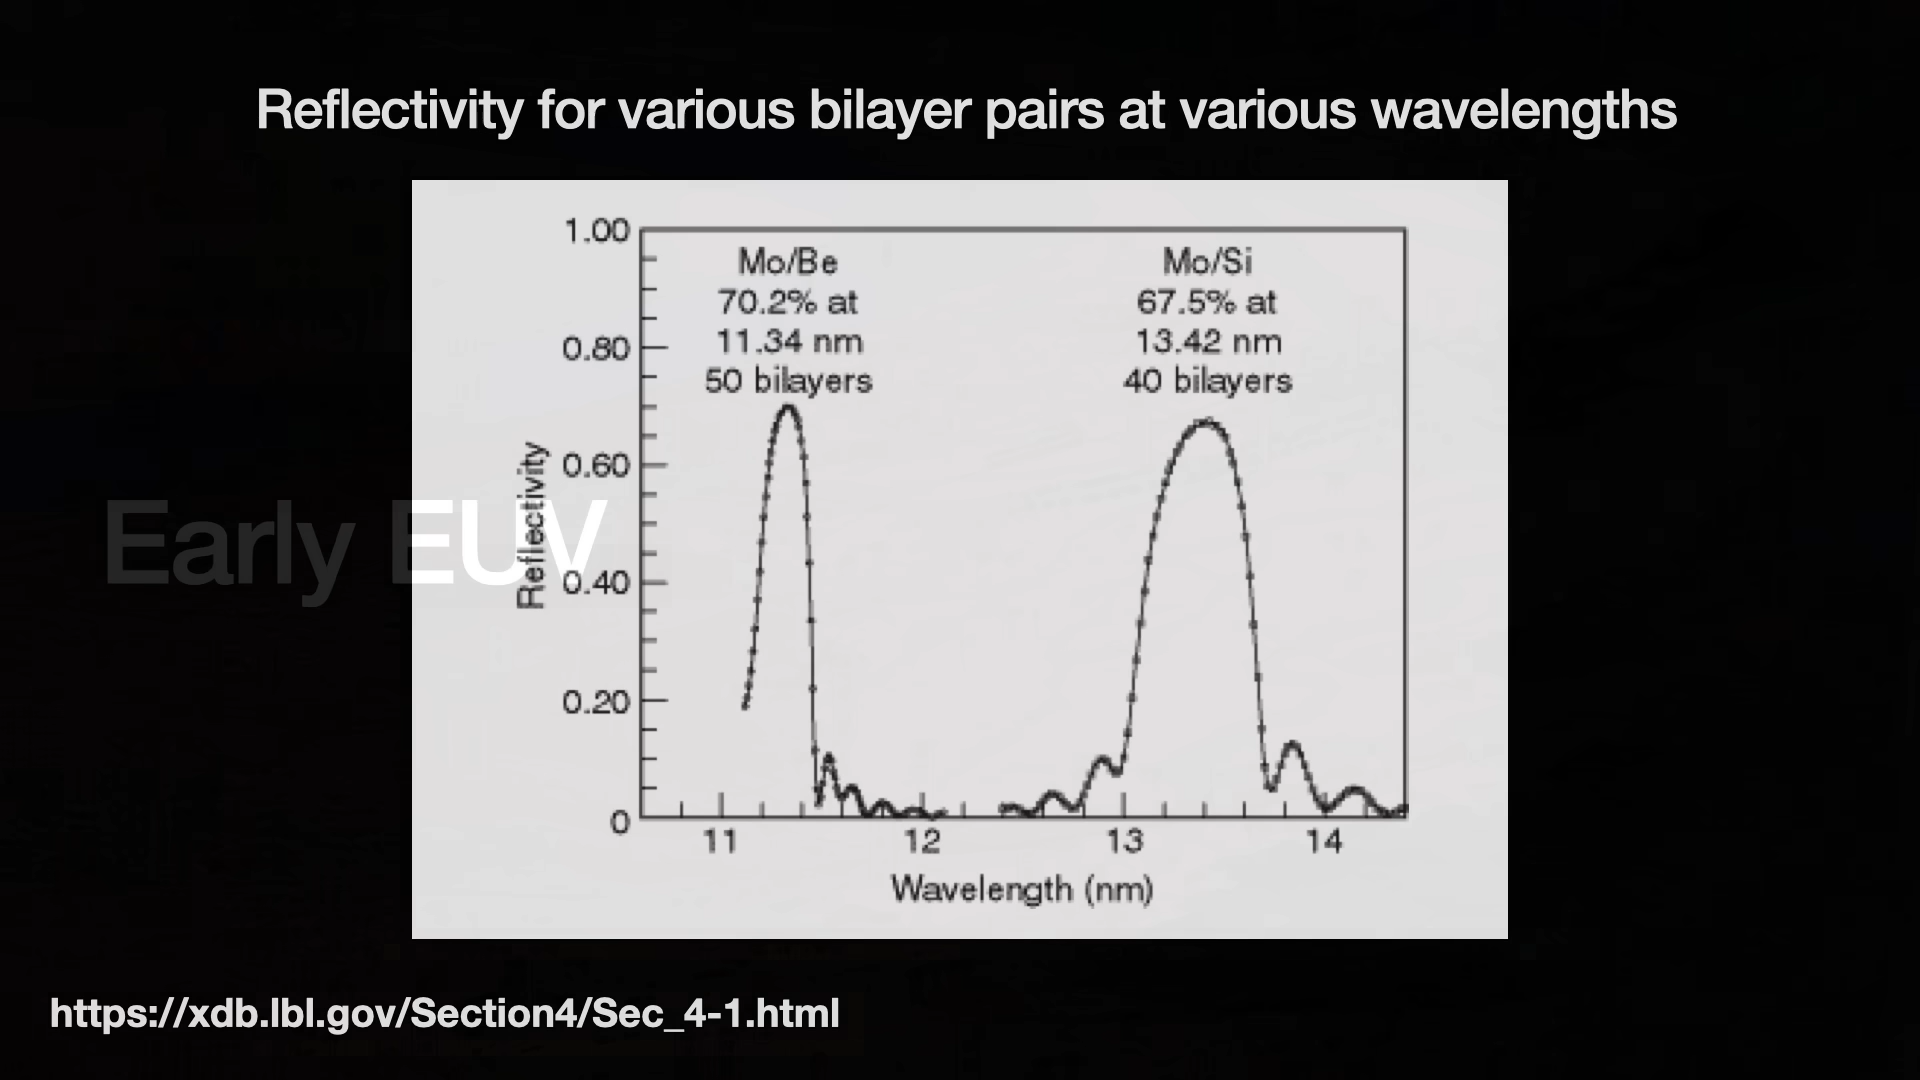 Reflectivity for various bilayer pairs at various wavelengths
1.00
0.80
0.60
0.40
0.20
0
Reflectivity
Mo/Be
70.2% at
11.34 nm
50 bilayers
Mo/Si
67.5% at
13.42 nm
40 bilayers
Early EUV
11 12 13 14
Wavelength (nm)
https://xdb.lbl.gov/Section4/Sec_4-1.html